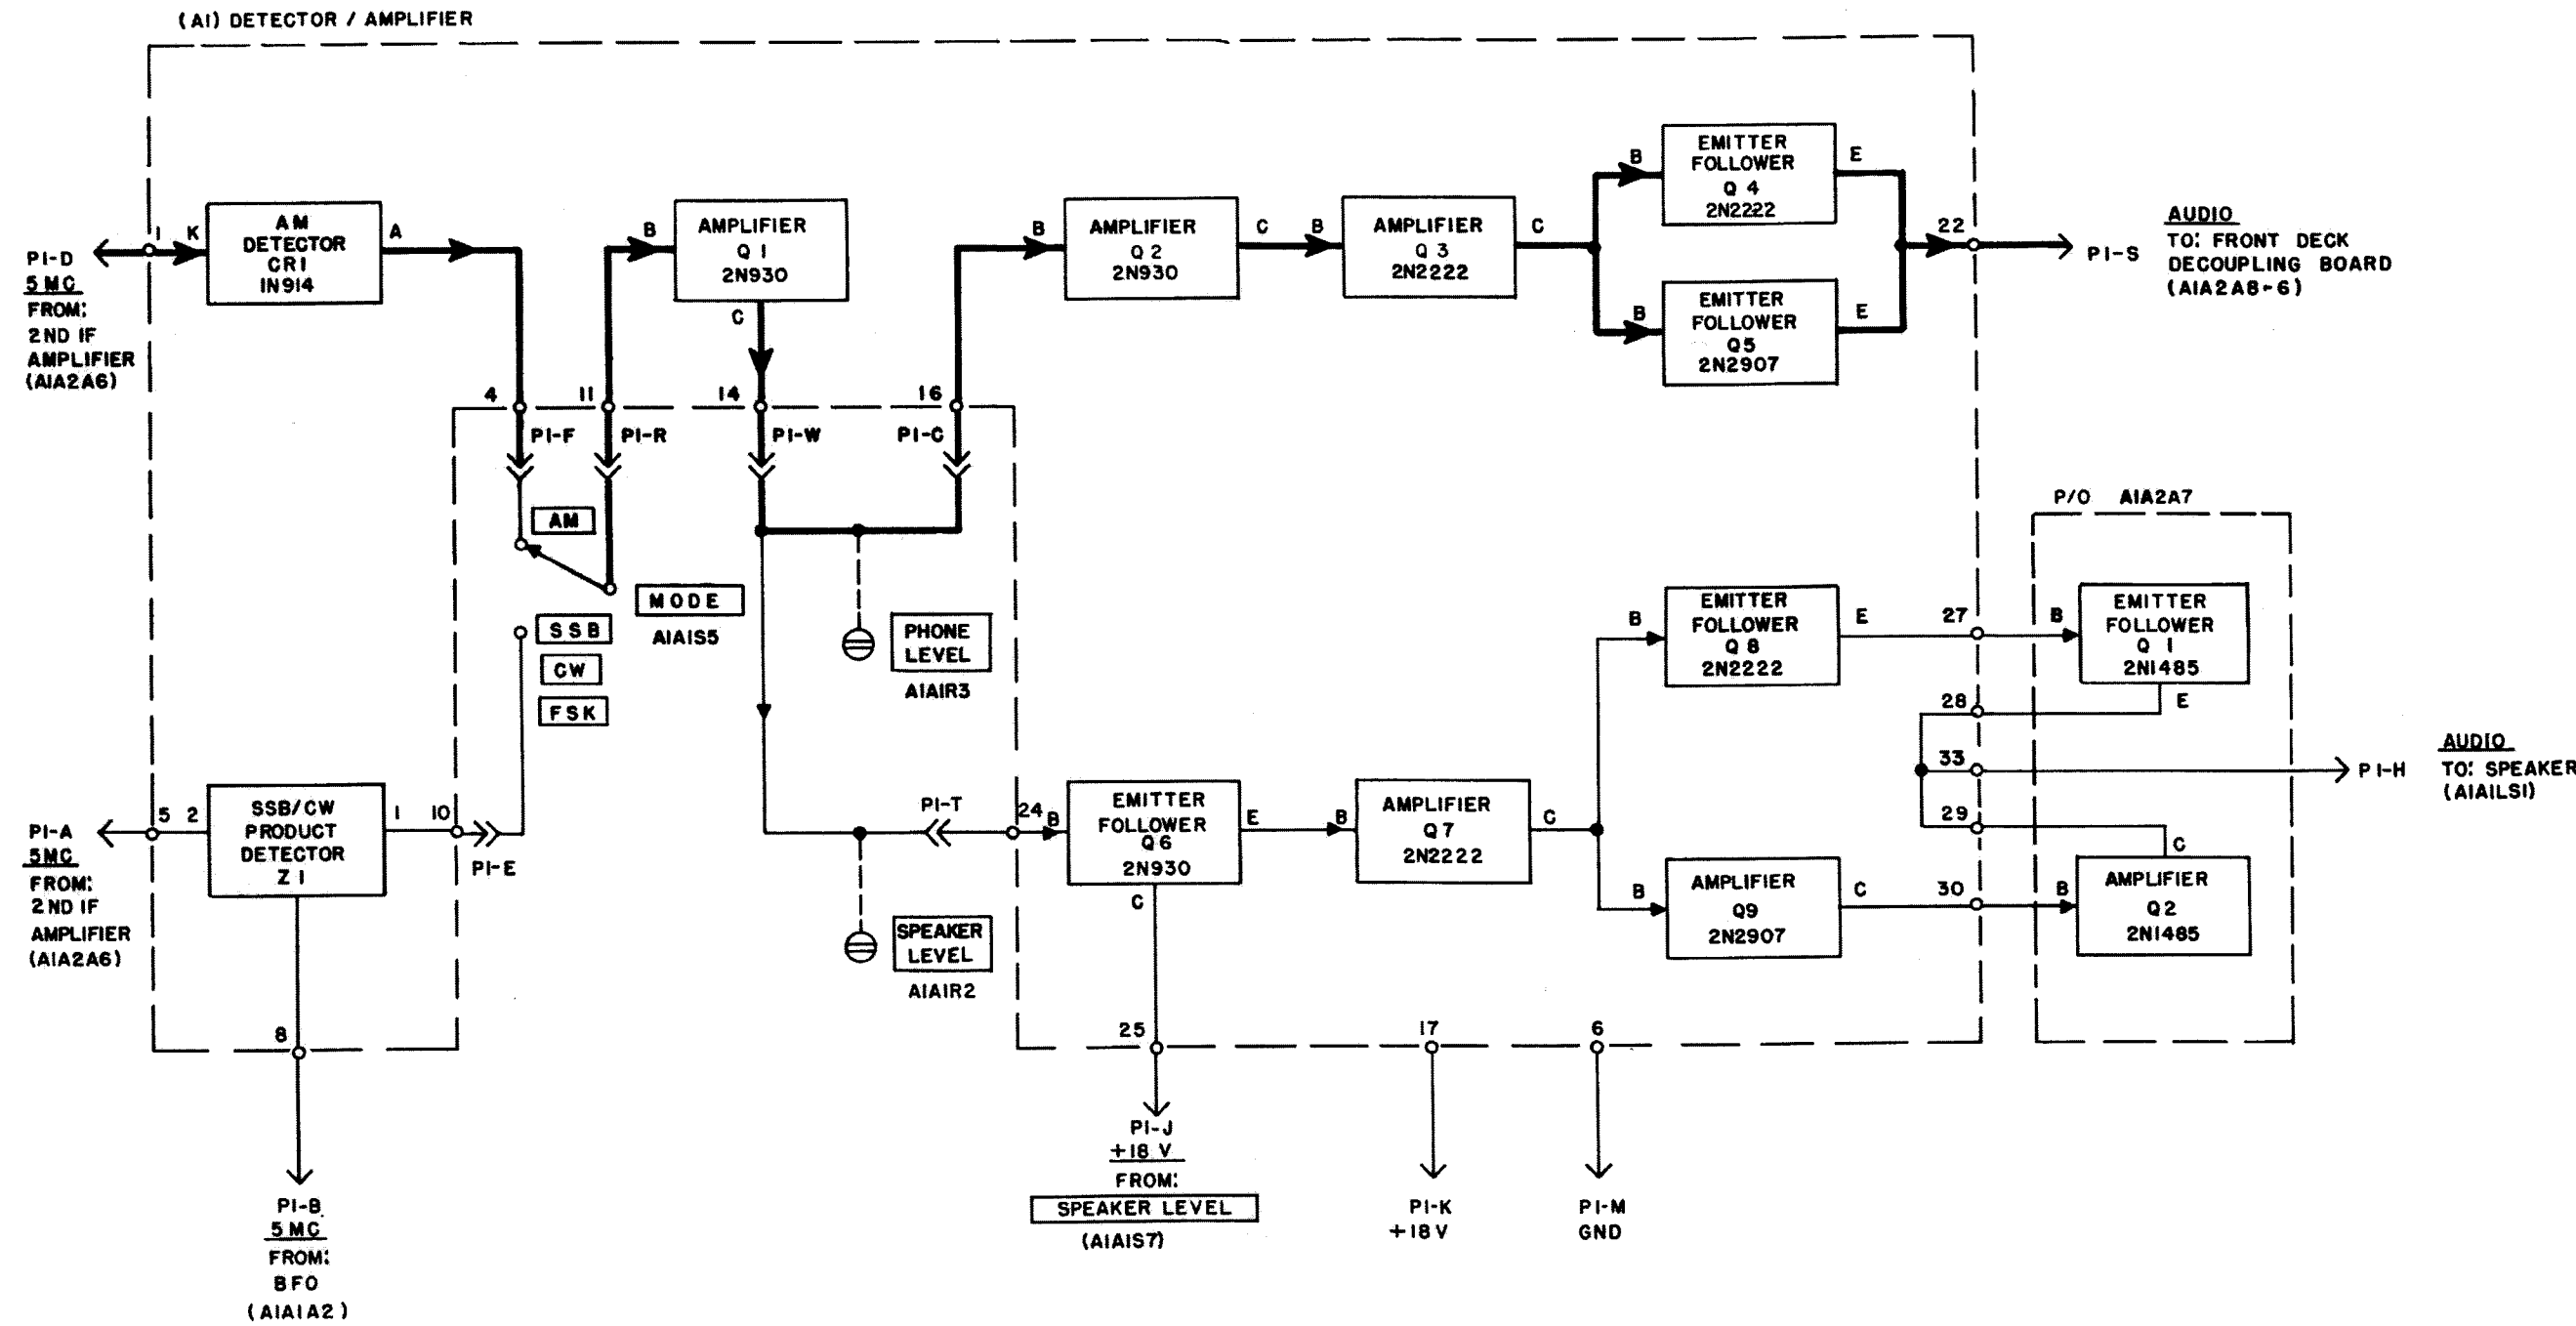 (A1) DETECTOR / AMPLIFIER
P1-D
5 MC
FROM:
2ND IF
AMPLIFIER
(A1A2A6)
1
K
AM
DETECTOR
CR1
1N914
A
B
AMPLIFIER
Q 1
2N930
C
B
AMPLIFIER
Q 2
2N930
C
B
AMPLIFIER
Q 3
2N2222
C
B
EMITTER
FOLLOWER
Q 4
2N2222
E
B
EMITTER
FOLLOWER
Q5
2N2907
E
22
P1-S
AUDIO
TO: FRONT DECK
DECOUPLING BOARD
(A1A2A8-6)
4
11
14
16
P1-F
P1-R
P1-W
P1-C
AM
MODE
A1A1S5
SSB
CW
FSK
PHONE
LEVEL
A1A1R3
P1-A
5MC
FROM:
2ND IF
AMPLIFIER
(A1A2A6)
5
2
SSB/CW
PRODUCT
DETECTOR
Z 1
1
10
P1-E
8
P1-B
5 MC
FROM:
BFO
(A1A1A2)
SPEAKER
LEVEL
A1A1R2
P1-T
24
B
EMITTER
FOLLOWER
Q6
2N930
E
C
25
P1-J
+18 V
FROM:
SPEAKER LEVEL
(A1A1S7)
B
AMPLIFIER
Q 7
2N2222
C
17
P1-K
+18V
6
P1-M
GND
B
EMITTER
FOLLOWER
Q 8
2N2222
E
27
B
AMPLIFIER
Q9
2N2907
C
30
28
33
29
P/O A1A2A7
B
EMITTER
FOLLOWER
Q 1
2N1485
E
C
B
AMPLIFIER
Q 2
2N1485
P1-H
AUDIO
TO: SPEAKER
(A1A1LS1)